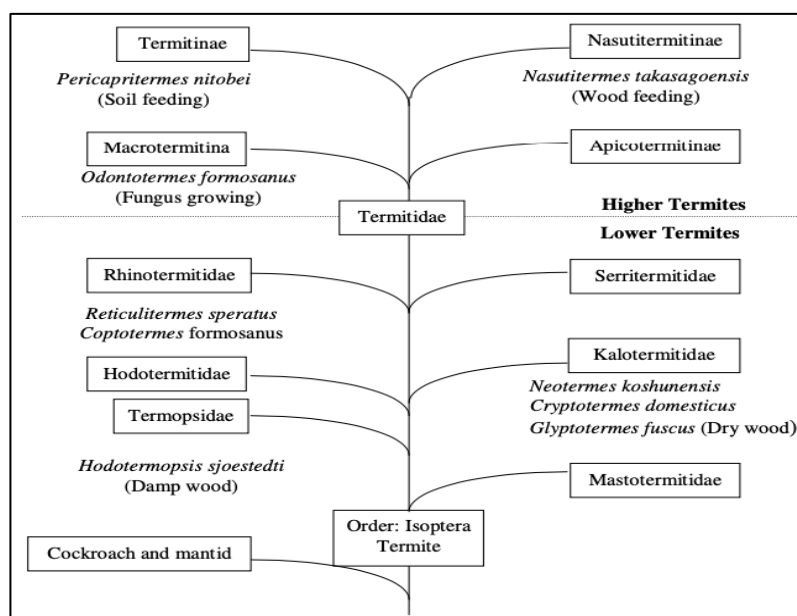 Termitinae
Nasutitermitinae
Pericapritermes nitobei
(Soil feeding)
Nasutitermes takasagoensis
(Wood feeding)
Macrotermitina
Apicotermitinae
Odontotermes formosanus
(Fungus growing)
Higher Termites
Termitidae
Lower Termites
Rhinotermitidae
Serritermitidae
Reticulitermes speratus
Coptotermes formosanus
Kalotermitidae
Hodotermitidae
Neotermes koshunensis
Cryptotermes domesticus
Glyptotermes fuscus (Dry wood)
Termopsidae
Hodotermopsis sjoestedti
(Damp wood)
Mastotermitidae
Order: Isoptera
Termite
Cockroach and mantid